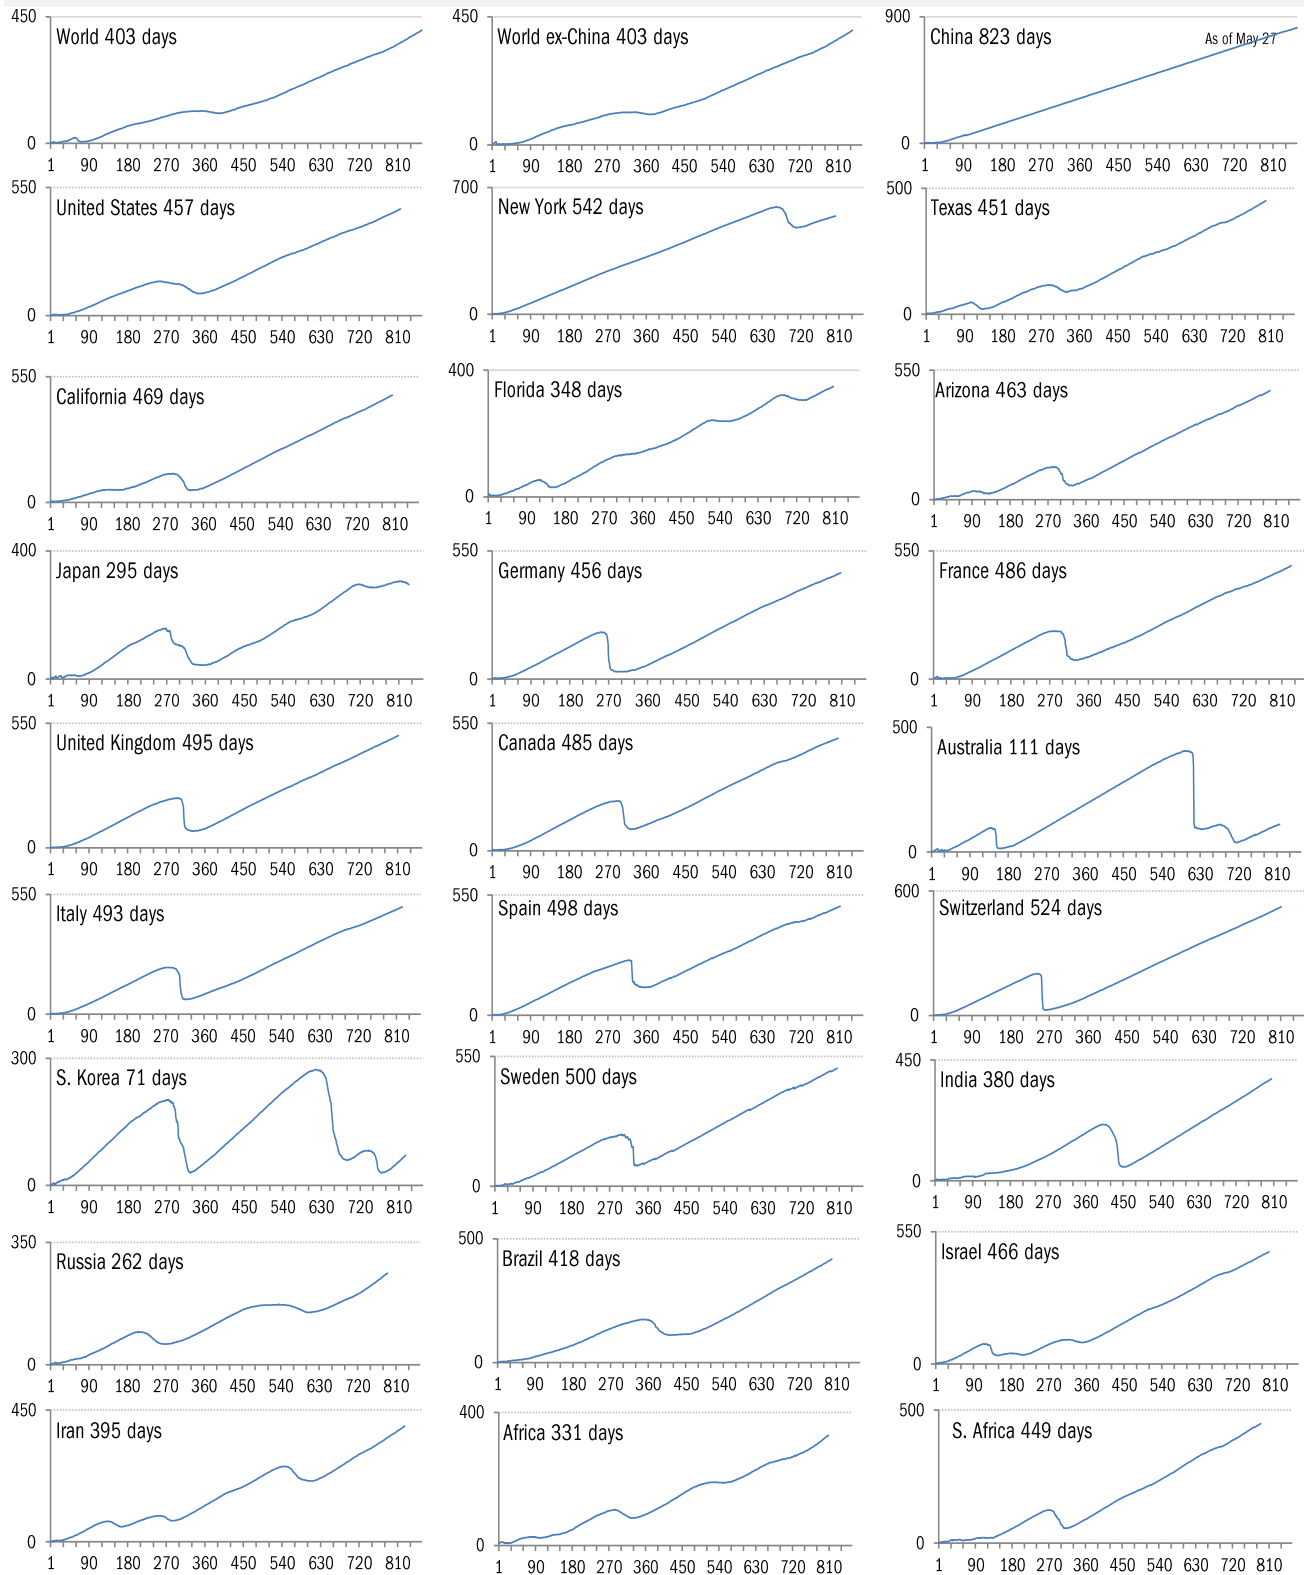 450 450 900
World 403 days World ex-China 403 days China 823 days
As of May 27
0 0 0
1 90 180 270 360 450 540 630 720 810 1 90 180 270 360 450 540 630 720 810 1 90 180 270 360 450 540 630 720 810
550 700 500
United States 457 days New York 542 days Texas 451 days
0 0 0
1 90 180 270 360 450 540 630 720 810 1 90 180 270 360 450 540 630 720 810 1 90 180 270 360 450 540 630 720 810
550 400 550
California 469 days Florida 348 days Arizona 463 days
0 0 0
1 90 180 270 360 450 540 630 720 810 1 90 180 270 360 450 540 630 720 810 1 90 180 270 360 450 540 630 720 810
400 550 550
Japan 295 days Germany 456 days France 486 days
0 0 0
1 90 180 270 360 450 540 630 720 810 1 90 180 270 360 450 540 630 720 810 1 90 180 270 360 450 540 630 720 810
550 550 500
United Kingdom 495 days Canada 485 days Australia 111 days
0 0 0
1 90 180 270 360 450 540 630 720 810 1 90 180 270 360 450 540 630 720 810 1 90 180 270 360 450 540 630 720 810
550 550 600
Italy 493 days Spain 498 days Switzerland 524 days
0 0 0
1 90 180 270 360 450 540 630 720 810 1 90 180 270 360 450 540 630 720 810 1 90 180 270 360 450 540 630 720 810
300 550 450
S. Korea 71 days Sweden 500 days India 380 days
0 0 0
1 90 180 270 360 450 540 630 720 810 1 90 180 270 360 450 540 630 720 810 1 90 180 270 360 450 540 630 720 810
350 500 550
Russia 262 days Brazil 418 days Israel 466 days
0 0 0
1 90 180 270 360 450 540 630 720 810 1 90 180 270 360 450 540 630 720 810 1 90 180 270 360 450 540 630 720 810
450 400 500
Iran 395 days Africa 331 days S. Africa 449 days
0 0 0
1 90 180 270 360 450 540 630 720 810 1 90 180 270 360 450 540 630 720 810 1 90 180 270 360 450 540 630 720 810